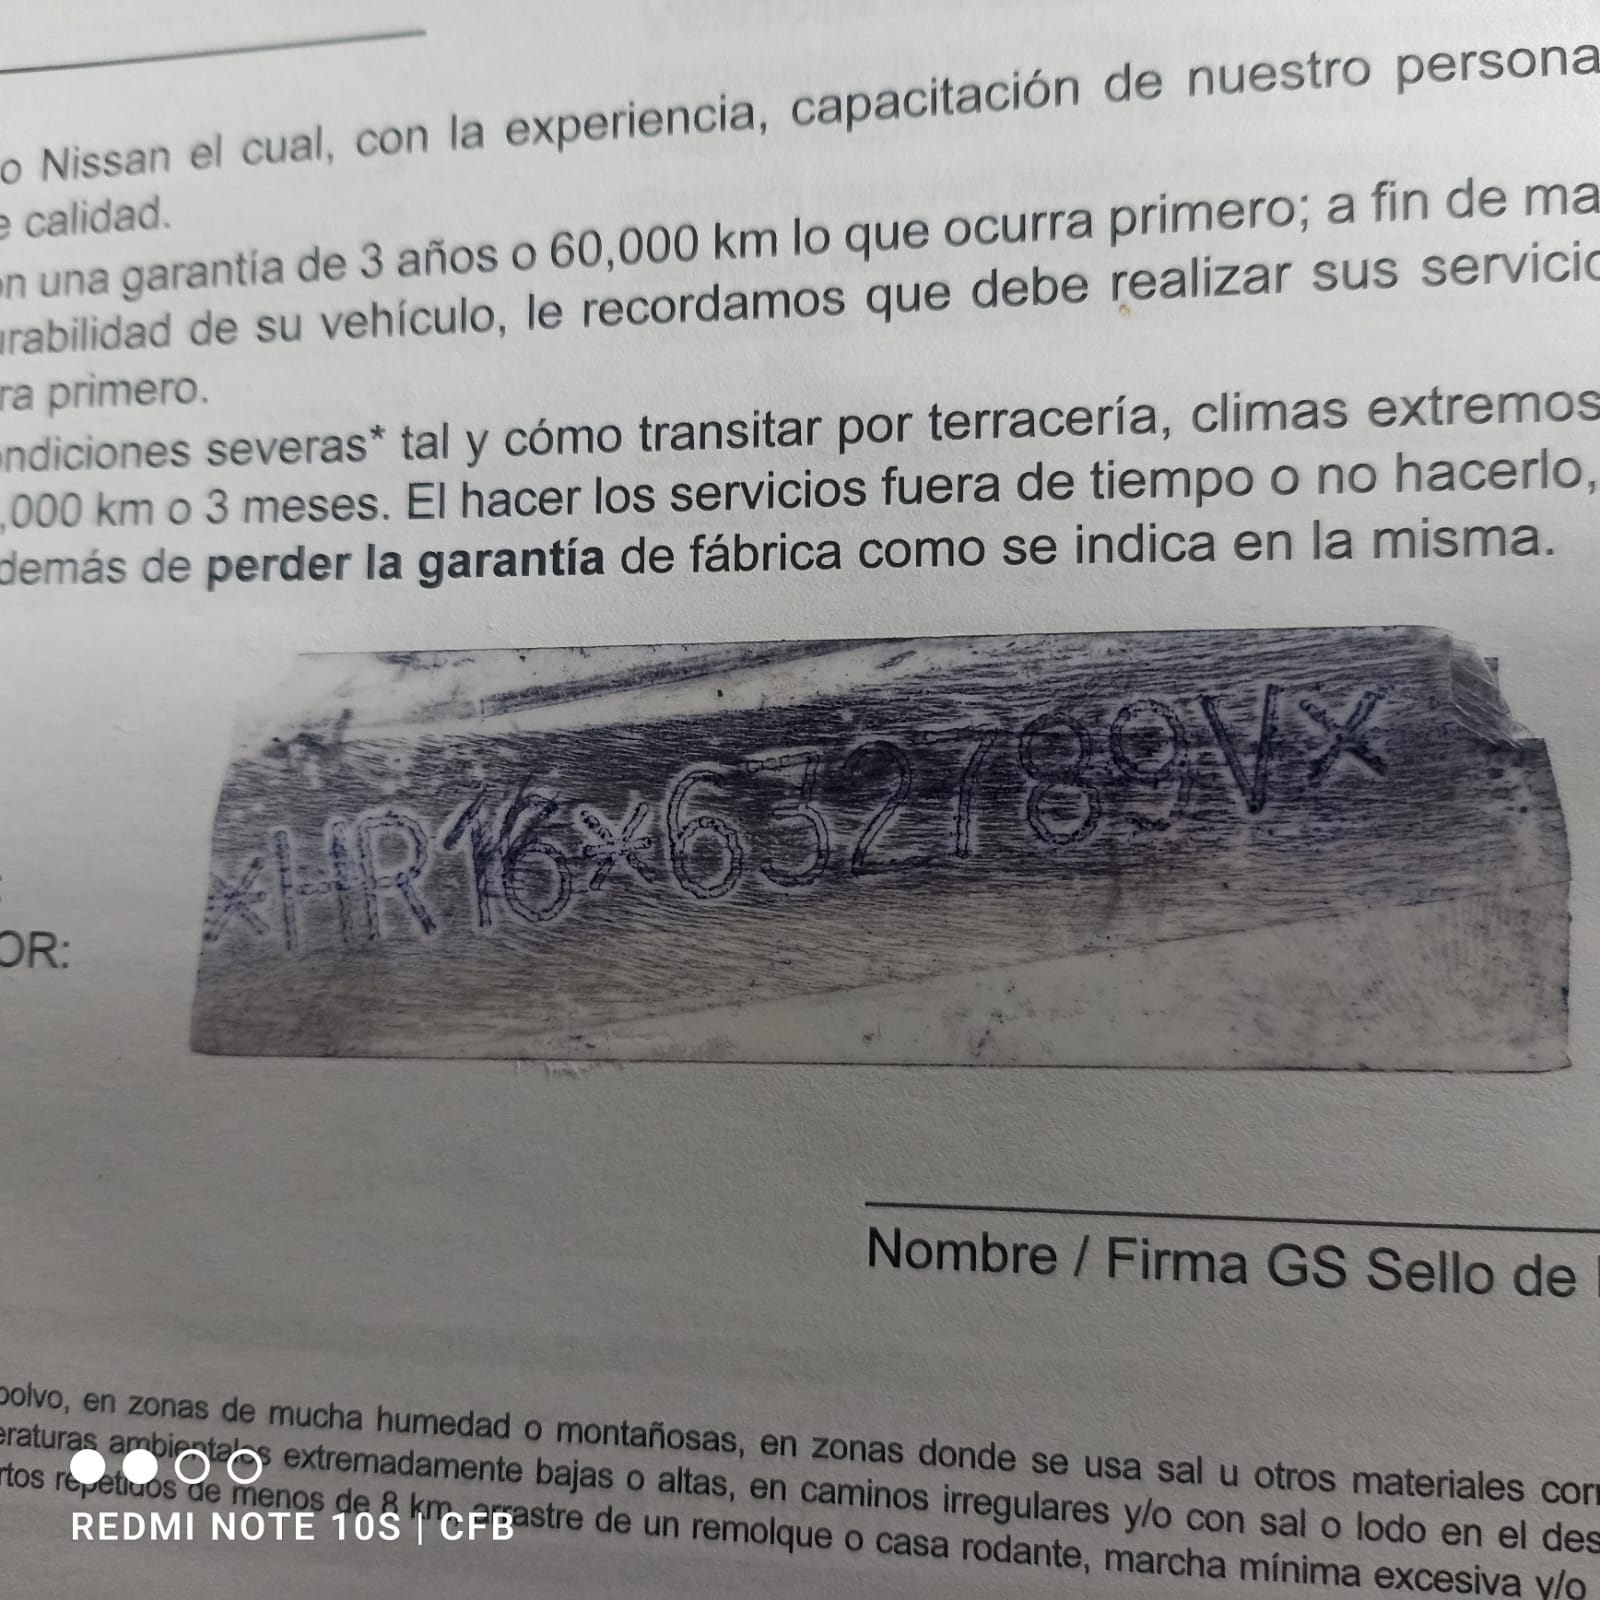 o Nissan el cual, con la experiencia, capacitación de nuestro persona
e calidad.
on una garantía de 3 años o 60,000 km lo que ocurra primero; a fin de ma
urabilidad de su vehículo, le recordamos que debe realizar sus servicio
ra primero.
ondiciones severas* tal y cómo transitar por terracería, climas extremos
,000 km o 3 meses. El hacer los servicios fuera de tiempo o no hacerlo,
demás de perder la garantía de fábrica como se indica en la misma.
*HR16*632789V*
OR:
Nombre / Firma GS Sello de
polvo, en zonas de mucha humedad o montañosas, en zonas donde se usa sal u otros materiales corr
eraturas ambientales extremadamente bajas o altas, en caminos irregulares y/o con sal o lodo en el des
rtos repetidos de menos de 8 km, arrastre de un remolque o casa rodante, marcha mínima excesiva y/o
REDMI NOTE 10S | CFB